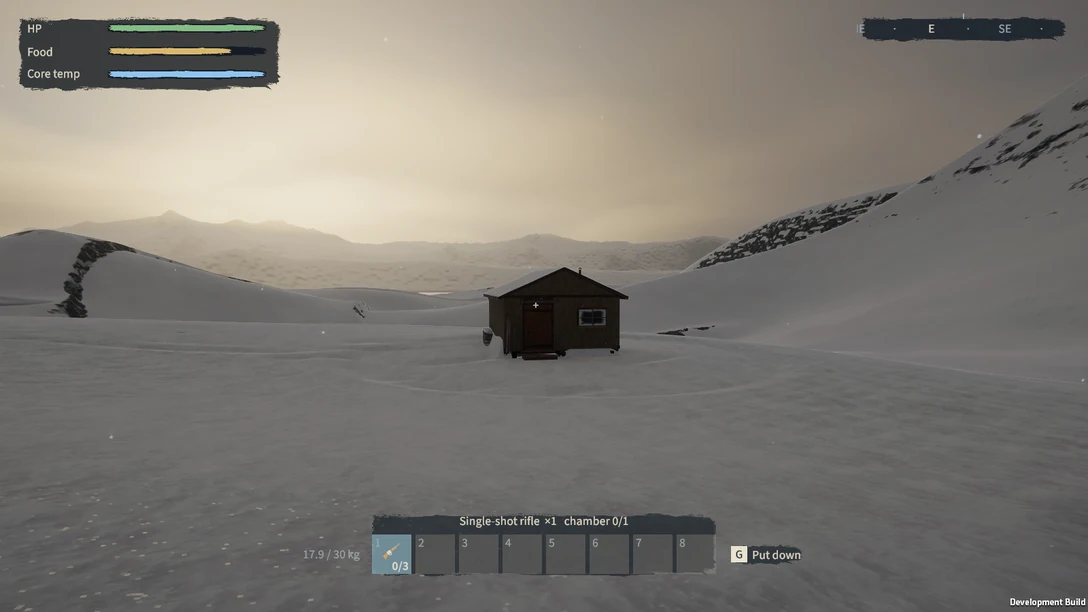 HP
Food
Core temp
E
SE
Single-shot rifle ×1 chamber 0/1
17.9 / 30 kg
1
2
3
4
5
6
7
8
0/3
G Put down
Development Build